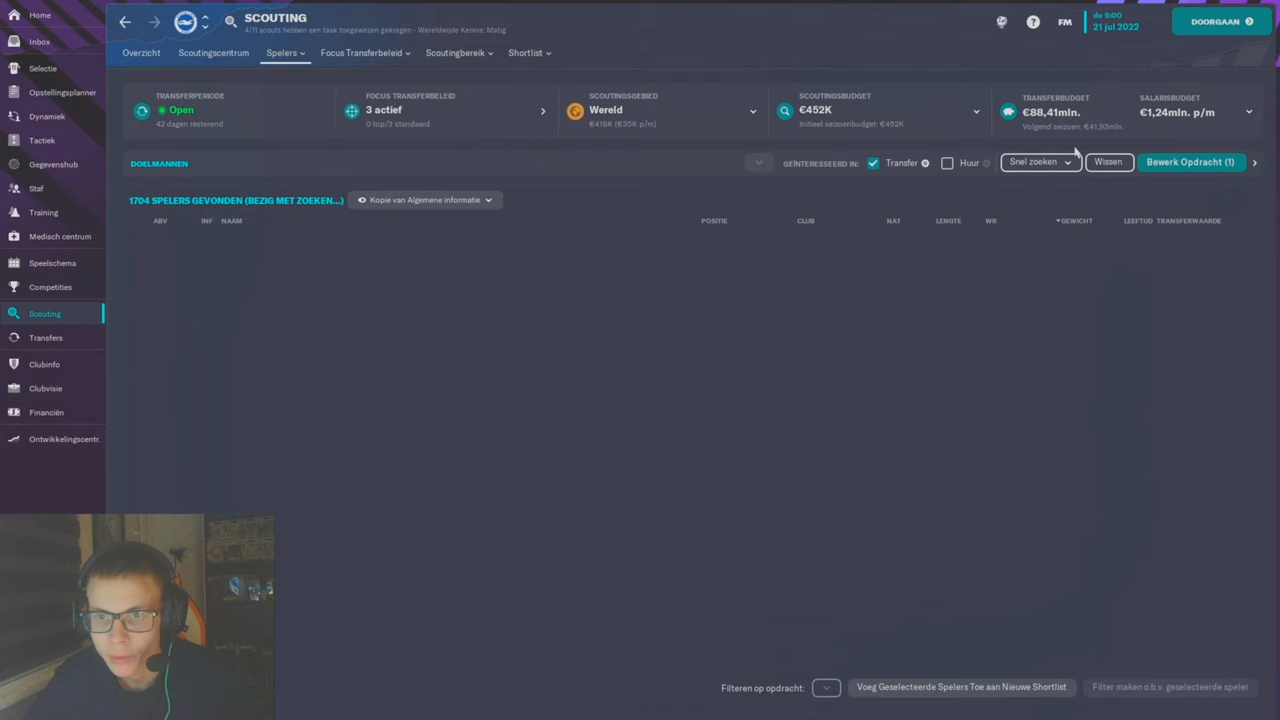 Home
Inbox
Selectie
Opstellingsplanner
Dynamiek
Tactiek
Gegevenshub
Staf
Training
Medisch centrum
Speelschema
Competities
Scouting
Transfers
Clubinfo
Clubvisie
Financiën
Ontwikkelingscentr.
SCOUTING
4/11 scouts hebben een taak toegewezen gekregen - Wereldwijde Kennis: Matig
FM
de 9:00
21 jul 2022
DOORGAAN
Overzicht
Scoutingscentrum
Spelers
Focus Transferbeleid
Scoutingbereik
Shortlist
TRANSFERPERIODE
Open
42 dagen resterend
FOCUS TRANSFERBELEID
3 actief
0 top/3 standaard
SCOUTINGSGEBIED
Wereld
€418K (€35K p/m)
SCOUTINGSBUDGET
€452K
Initieel seizoenbudget: €452K
TRANSFERBUDGET
€88,41mln.
Volgend seizoen: €41,93mln.
SALARISBUDGET
€1,24mln. p/m
DOELMANNEN
GEÏNTERESSEERD IN:
Transfer
Huur
Snel zoeken
Wissen
Bewerk Opdracht (1)
1704 SPELERS GEVONDEN (BEZIG MET ZOEKEN...)
Kopie van Algemene informatie
ABV INF NAAM POSITIE CLUB NAT LENGTE WR GEWICHT LEEFTIJD TRANSFERWAARDE
Filteren op opdracht:
Voeg Geselecteerde Spelers Toe aan Nieuwe Shortlist
Filter maken o.b.v. geselecteerde speler